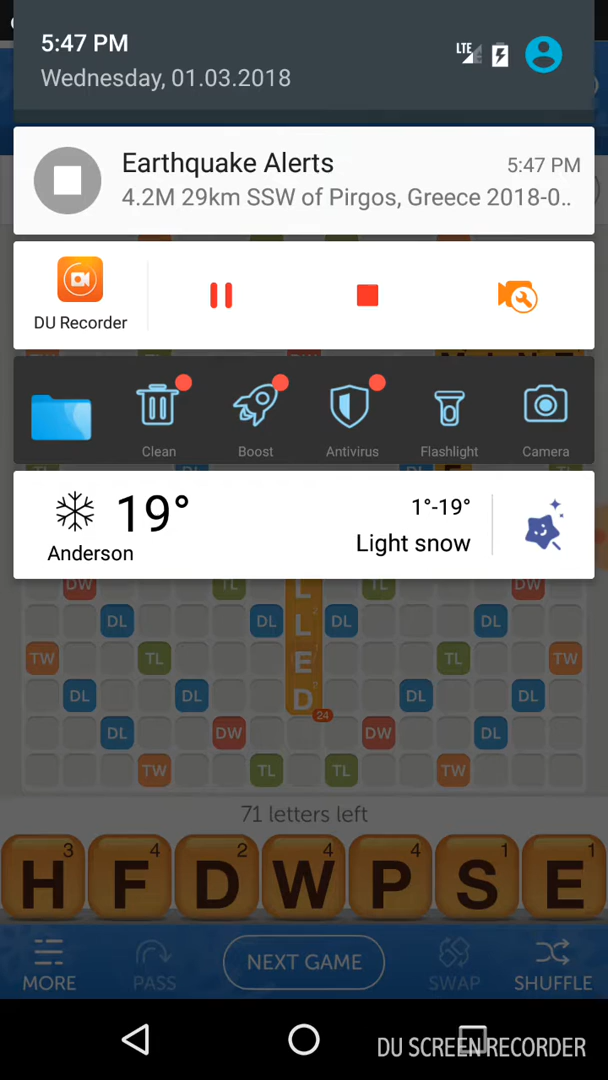 5:47 PM
LTE
Wednesday, 01.03.2018
Earthquake Alerts
5:47 PM
4.2M 29km SSW of Pirgos, Greece 2018-0..
DU Recorder
Clean
Boost
Antivirus
Flashlight
Camera
19°
1°-19°
Anderson
Light snow
DW
TL
L
TL
DW
DL
DL
L
DL
DL
TW
TL
E
TL
TW
DL
DL
D
DL
DL
24
DL
DW
DW
DL
TW
TL
TL
TW
71 letters left
H 3 F 4 D 2 W 4 P 4 S 1 E 1
MORE
PASS
NEXT GAME
SWAP
SHUFFLE
DU SCREEN RECORDER